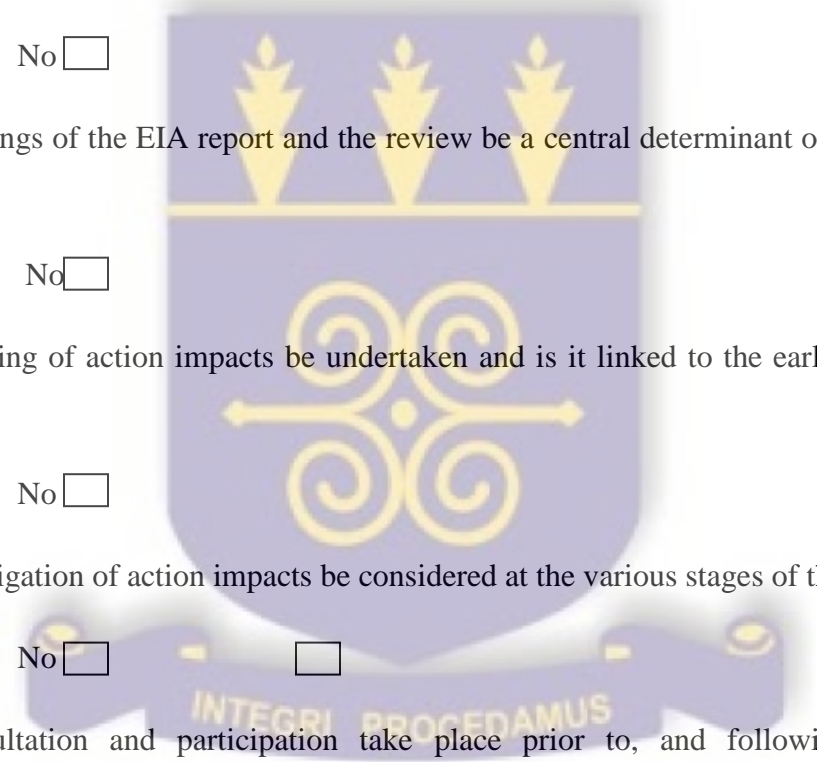 No
ings of the EIA report and the review be a central determinant o
No
ing of action impacts be undertaken and is it linked to the earl
No
igation of action impacts be considered at the various stages of t
No
INTEGRI PROCEDAMUS
ultation and participation take place prior to, and followi